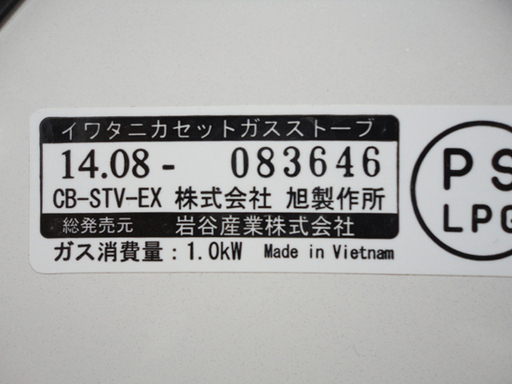 イワタニカセットガスストーブ
14.08 - 083646
CB-STV-EX 株式会社 旭製作所
総発売元 岩谷産業株式会社
ガス消費量：1.0kW Made in Vietnam
PS
LPG